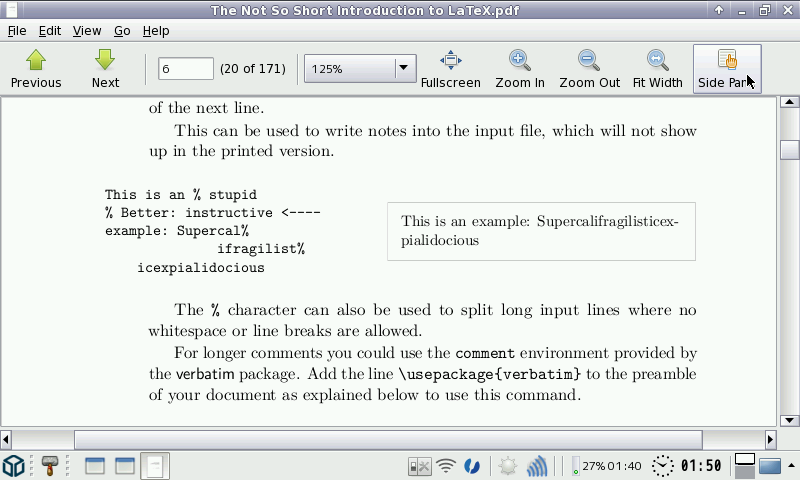 The Not So Short Introduction to LaTeX.pdf
File Edit View Go Help
Previous Next 6 (20 of 171) 125% Fullscreen Zoom In Zoom Out Fit Width Side Pane
of the next line.
This can be used to write notes into the input file, which will not show
up in the printed version.
This is an % stupid
% Better: instructive <----
example: Supercal%
ifragilist%
icexpialidocious
This is an example: Supercalifragilisticex-
pialidocious
The % character can also be used to split long input lines where no
whitespace or line breaks are allowed.
For longer comments you could use the comment environment provided by
the verbatim package. Add the line \usepackage{verbatim} to the preamble
of your document as explained below to use this command.
27% 01:40 01:50